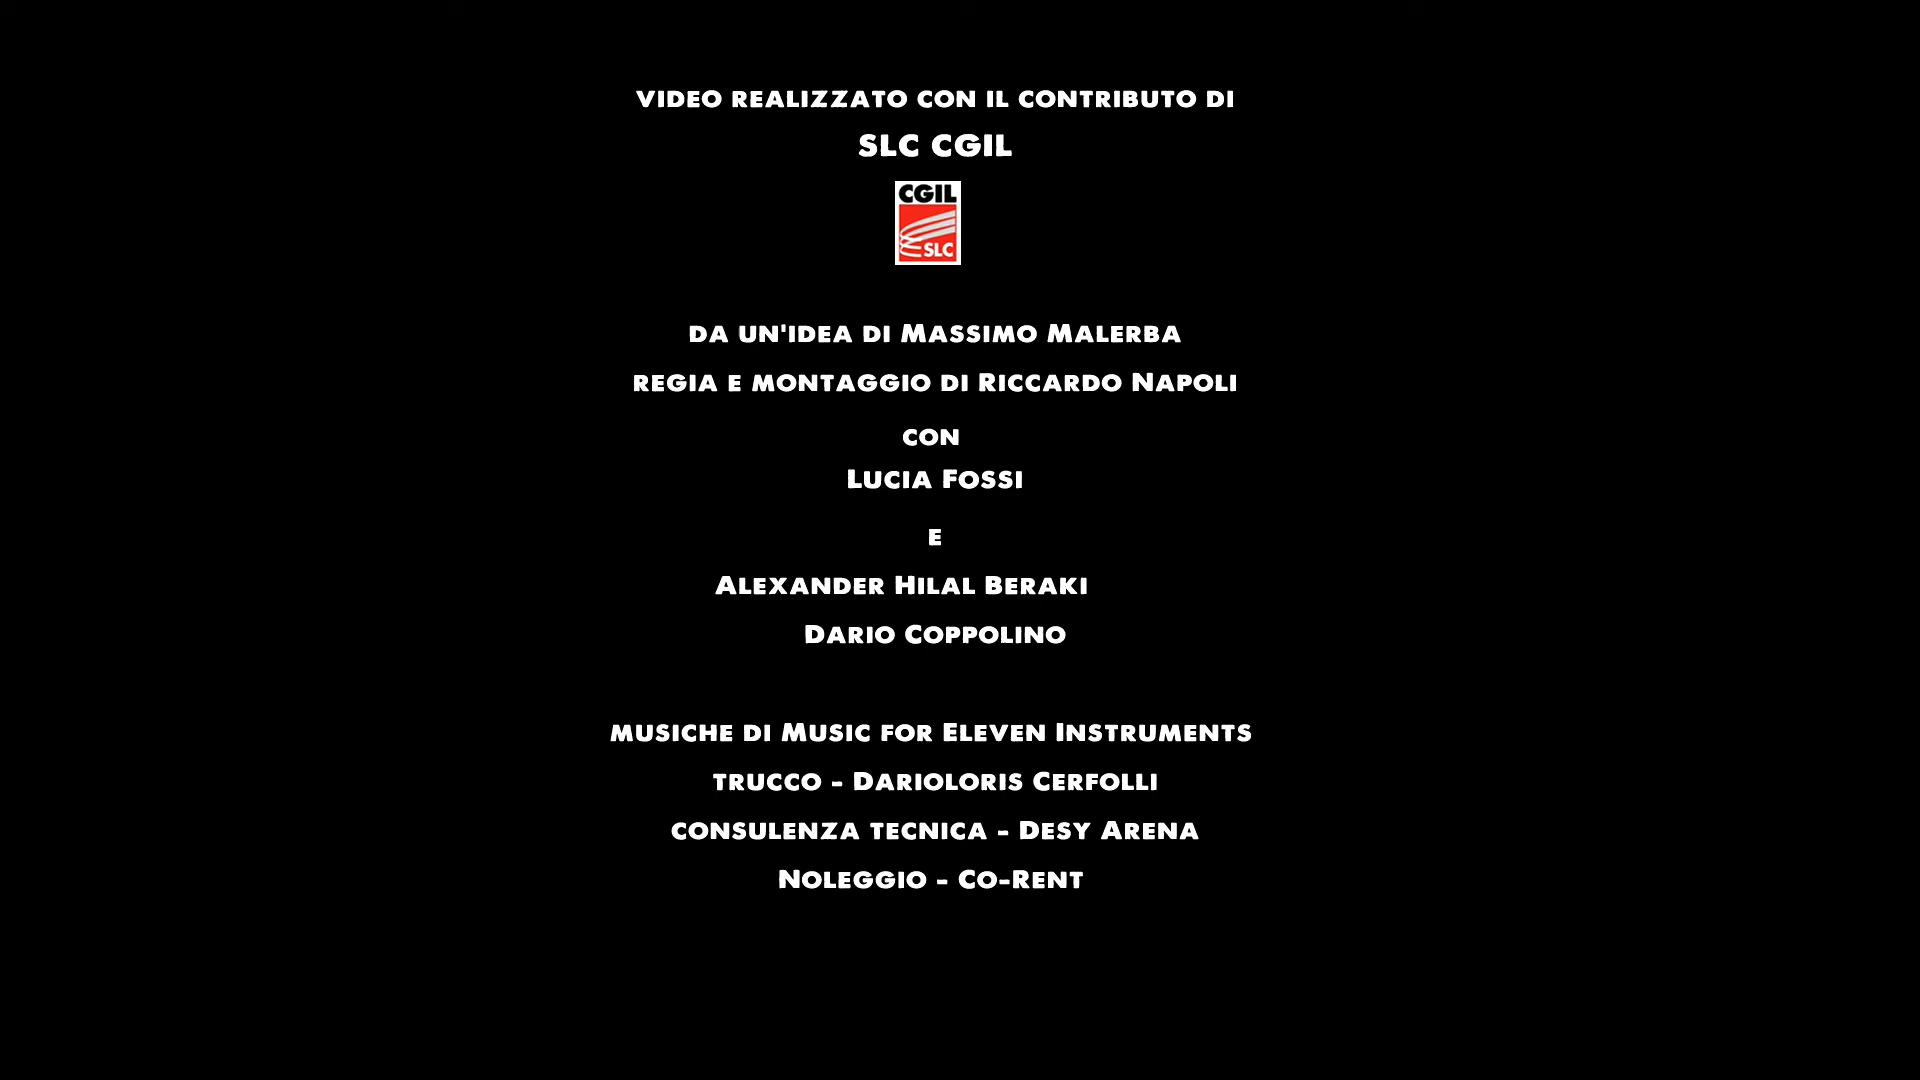 VIDEO REALIZZATO CON IL CONTRIBUTO DI
SLC CGIL
CGIL
SLC
DA UN'IDEA DI MASSIMO MALERBA
REGIA E MONTAGGIO DI RICCARDO NAPOLI
CON
LUCIA FOSSI
E
ALEXANDER HILAL BERAKI
DARIO COPPOLINO
MUSICHE DI MUSIC FOR ELEVEN INSTRUMENTS
TRUCCO - DARIOLORIS CERFOLLI
CONSULENZA TECNICA - DESY ARENA
NOLEGGIO - CO-RENT